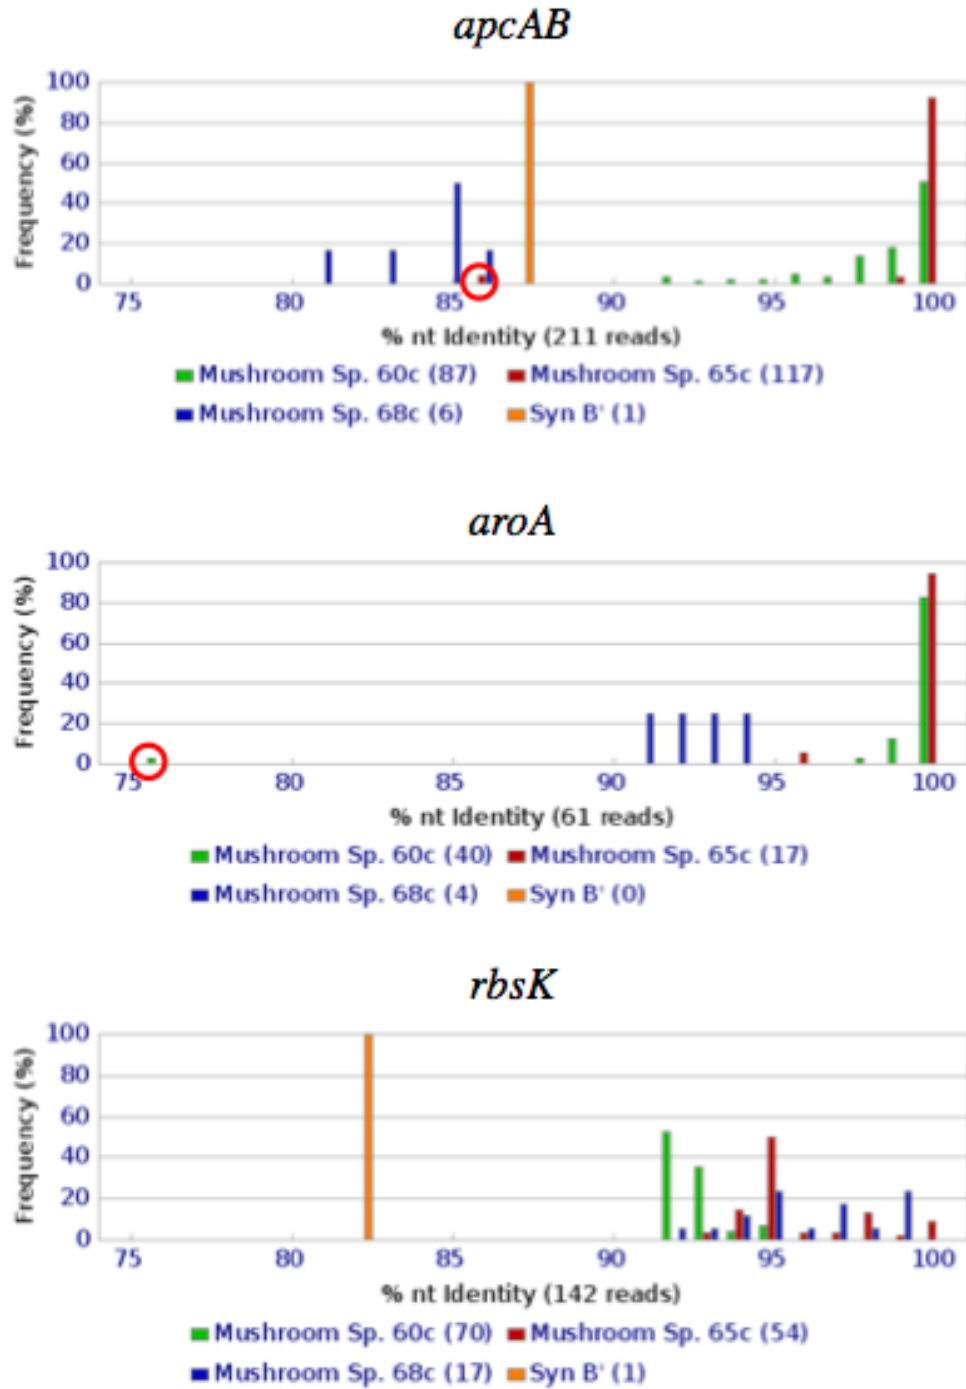 apcAB
Frequency (%)
100
80
60
40
20
0
75 80 85 90 95 100
% nt Identity (211 reads)
Mushroom Sp. 60c (87) Mushroom Sp. 65c (117)
Mushroom Sp. 68c (6) Syn B' (1)
aroA
Frequency (%)
100
80
60
40
20
0
75 80 85 90 95 100
% nt Identity (61 reads)
Mushroom Sp. 60c (40) Mushroom Sp. 65c (17)
Mushroom Sp. 68c (4) Syn B' (0)
rbsK
Frequency (%)
100
80
60
40
20
0
75 80 85 90 95 100
% nt Identity (142 reads)
Mushroom Sp. 60c (70) Mushroom Sp. 65c (54)
Mushroom Sp. 68c (17) Syn B' (1)